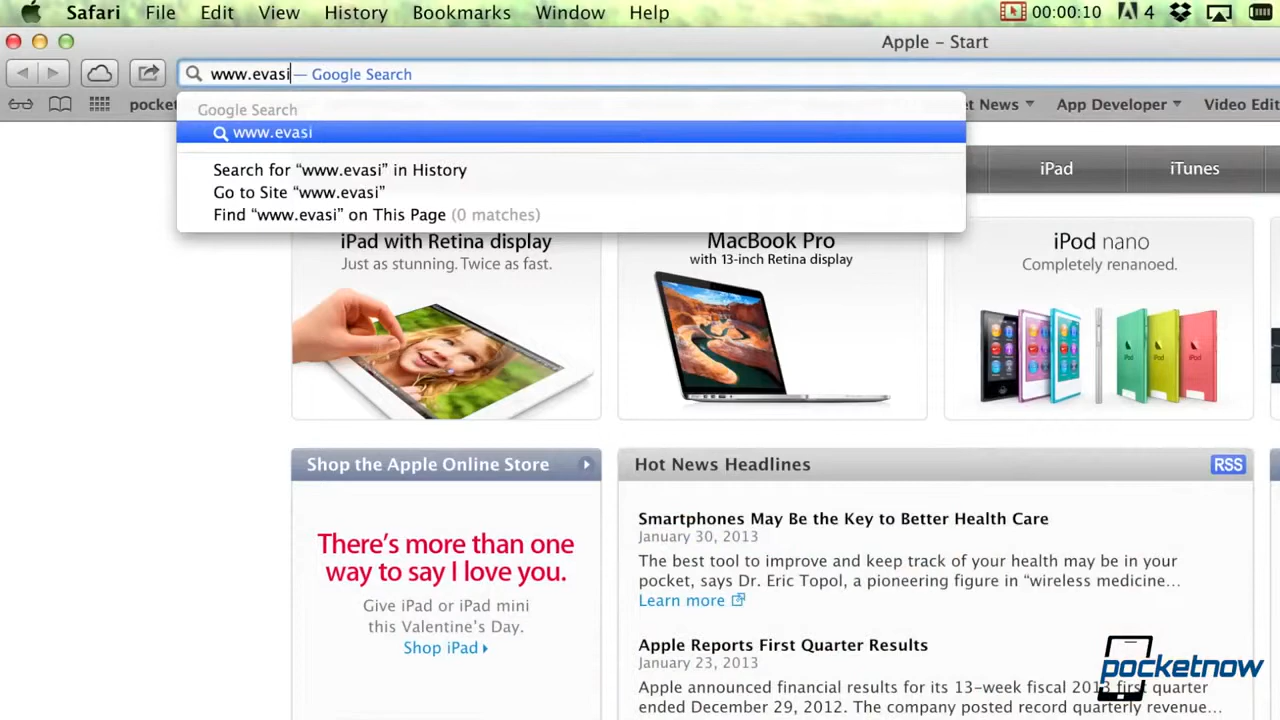 Safari File Edit View History Bookmarks Window Help 00:00:10 4
Apple – Start
www.evasi — Google Search
Google Search
www.evasi
Search for “www.evasi” in History
Go to Site “www.evasi”
Find “www.evasi” on This Page (0 matches)
pocket
et News
App Developer
Video Edit
iPad
iTunes
iPad with Retina display
Just as stunning. Twice as fast.
MacBook Pro
with 13-inch Retina display
iPod nano
Completely renanoed.
Shop the Apple Online Store
There’s more than one
way to say I love you.
Give iPad or iPad mini
this Valentine’s Day.
Shop iPad
Hot News Headlines
RSS
Smartphones May Be the Key to Better Health Care
January 30, 2013
The best tool to improve and keep track of your health may be in your
pocket, says Dr. Eric Topol, a pioneering figure in “wireless medicine…
Learn more
Apple Reports First Quarter Results
January 23, 2013
Apple announced financial results for its 13-week fiscal 2013 first quarter
ended December 29, 2012. The company posted record quarterly revenue…
pocketnow